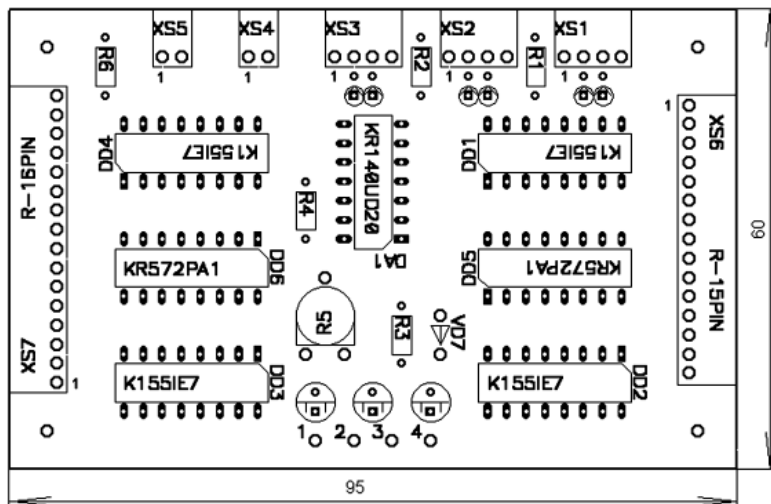 XS5
XS4
XS3
XS2
XS1
1
1
1
1
1
R6
R2
R1
R-16PIN
XS7
1
1
XS6
R-15PIN
DD4
K155IE7
KR140UD20
DA1
DD1
K155IE7
R4
KR572PA1
DD6
DD5
KR572PA1
R5
R3
VD7
K155IE7
DD3
K155IE7
DD2
1
2
3
4
60
95